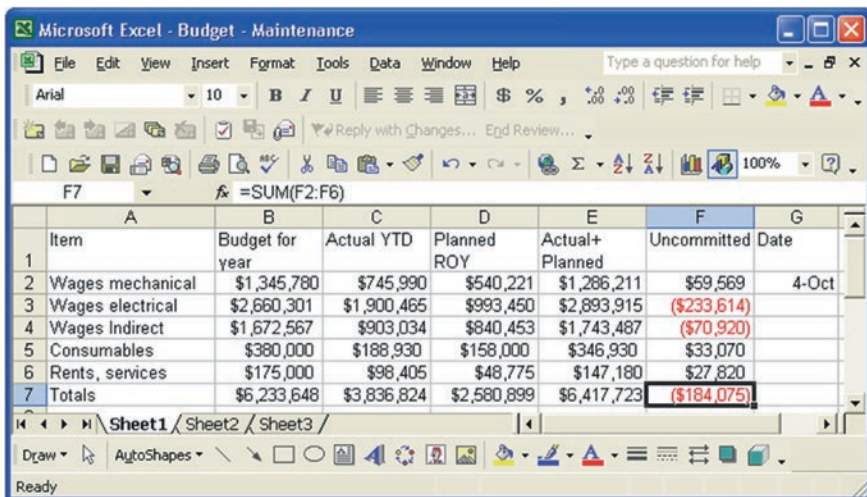 Microsoft Excel - Budget - Maintenance
File Edit View Insert Format Tools Data Window Help Type a question for help
Arial 10 B I U $ % ,
Reply with Changes... End Review...
Σ 100%
F7 fx =SUM(F2:F6)
A B C D E F G
Item Budget for Actual YTD Planned Actual+ Uncommitted Date
1 year ROY Planned
2 Wages mechanical $1,345,780 $745,990 $540,221 $1,286,211 $59,569 4-Oct
3 Wages electrical $2,660,301 $1,900,465 $993,450 $2,893,915 ($233,614)
4 Wages Indirect $1,672,567 $903,034 $840,453 $1,743,487 ($70,920)
5 Consumables $380,000 $188,930 $158,000 $346,930 $33,070
6 Rents, services $175,000 $98,405 $48,775 $147,180 $27,820
7 Totals $6,233,648 $3,836,824 $2,580,899 $6,417,723 ($184,075)
Sheet1 / Sheet2 / Sheet3 /
Draw AutoShapes A A
Ready